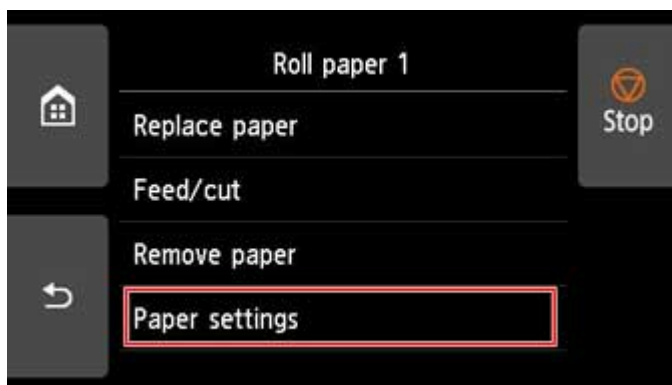 Roll paper 1
Stop
Replace paper
Feed/cut
Remove paper
Paper settings